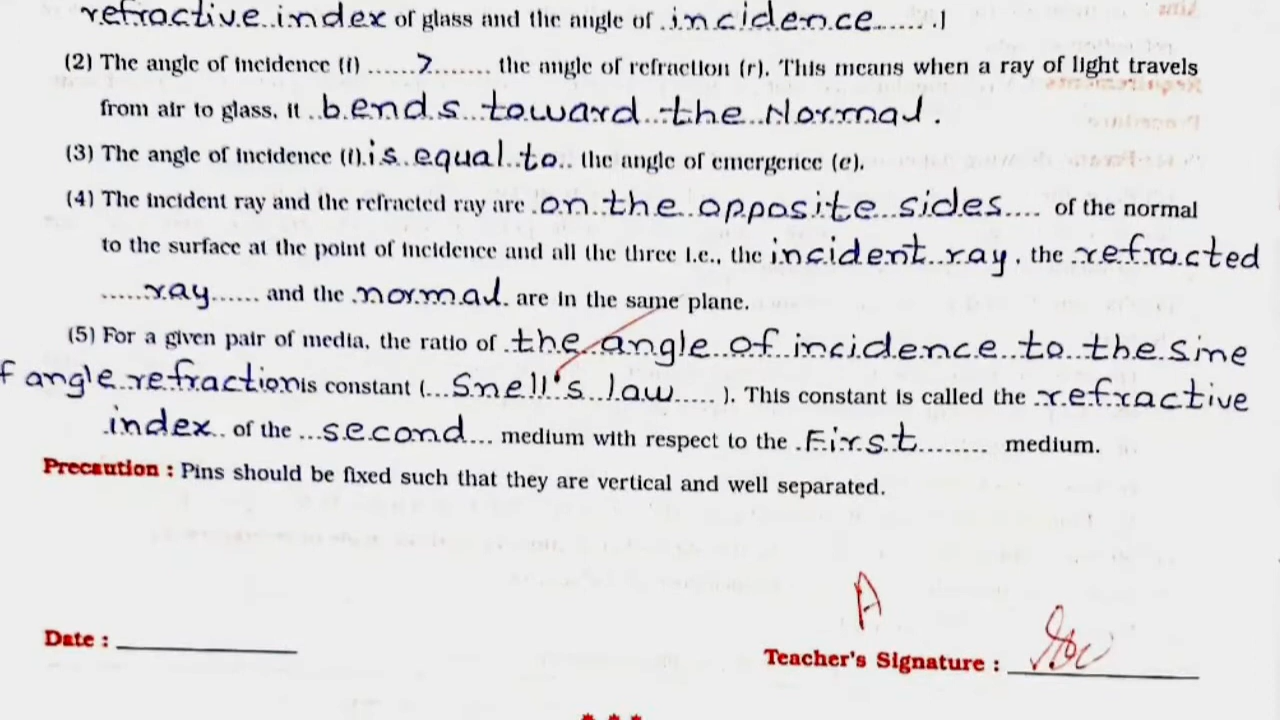 refractive index of glass and the angle of incidence
(2) The angle of incidence (i) > the angle of refraction (r). This means when a ray of light travels
from air to glass, it bends toward the Normal.
(3) The angle of incidence (i) is equal to the angle of emergence (e).
(4) The incident ray and the refracted ray are on the opposite sides of the normal
to the surface at the point of incidence and all the three i.e., the incident ray, the refracted
ray and the normal are in the same plane.
(5) For a given pair of media, the ratio of the angle of incidence to the sine
f angle refraction is constant (Snell's law). This constant is called the refractive
index of the second medium with respect to the First medium.
Precaution : Pins should be fixed such that they are vertical and well separated.
A
Date :
Teacher's Signature :